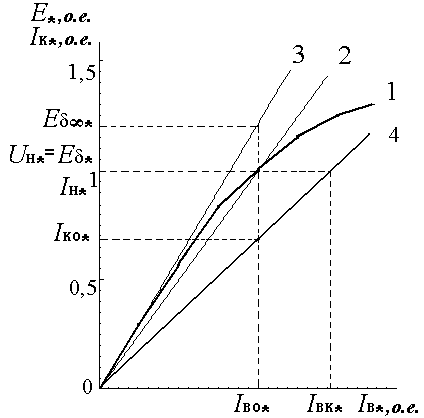 E*,о.е.
Iк*,о.е.
3
2
1,5
1
Eδ∞*
4
Uн*=Eδ*
1
Iн*
Iко*
0,5
0
Iво*
Iвк*
Iв*,о.е.